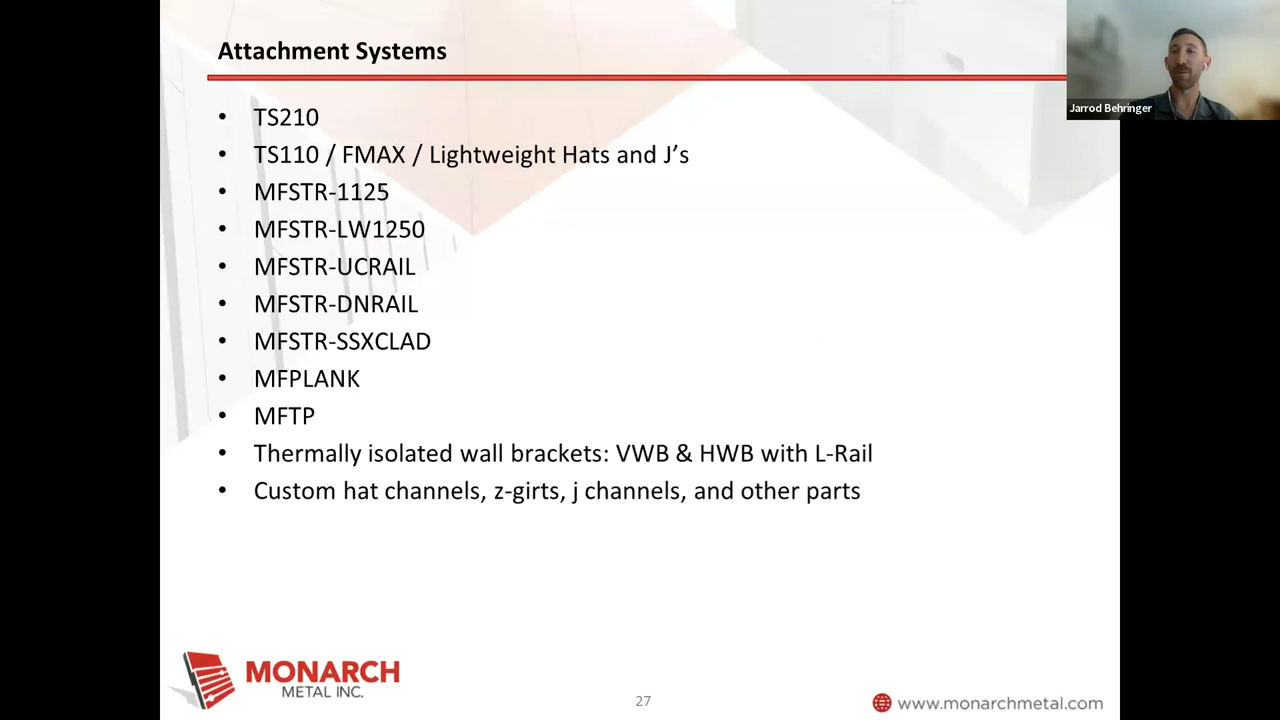 Attachment Systems
Jarrod Behringer
• TS210
• TS110 / FMAX / Lightweight Hats and J’s
• MFSTR-1125
• MFSTR-LW1250
• MFSTR-UCRAIL
• MFSTR-DNRAIL
• MFSTR-SSXCLAD
• MFPLANK
• MFTP
• Thermally isolated wall brackets: VWB & HWB with L-Rail
• Custom hat channels, z-girts, j channels, and other parts
MONARCH
METAL INC.
27
www.monarchmetal.com